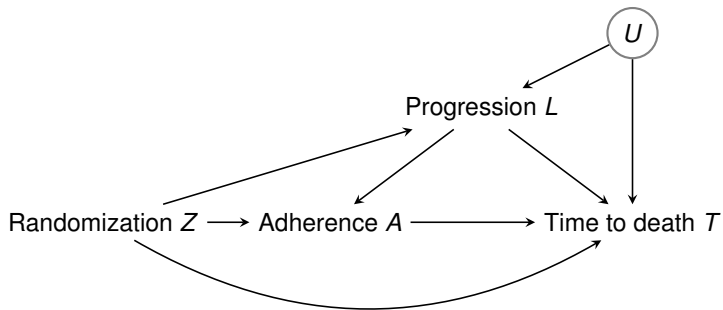 U
Progression L
Randomization Z
Adherence A
Time to death T